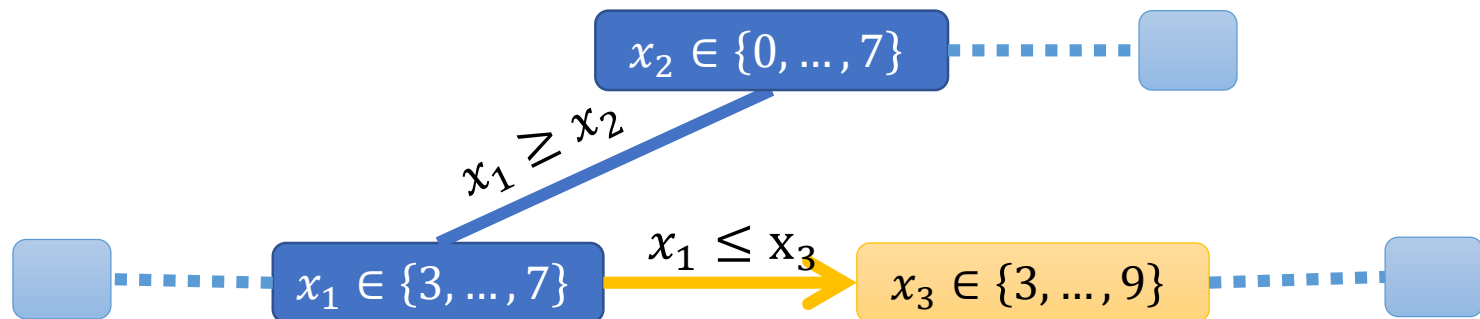 x₂ ∈ {0, … , 7}
x₁ ≥ x₂
x₁ ≤ x₃
x₁ ∈ {3, … , 7}
x₃ ∈ {3, … , 9}